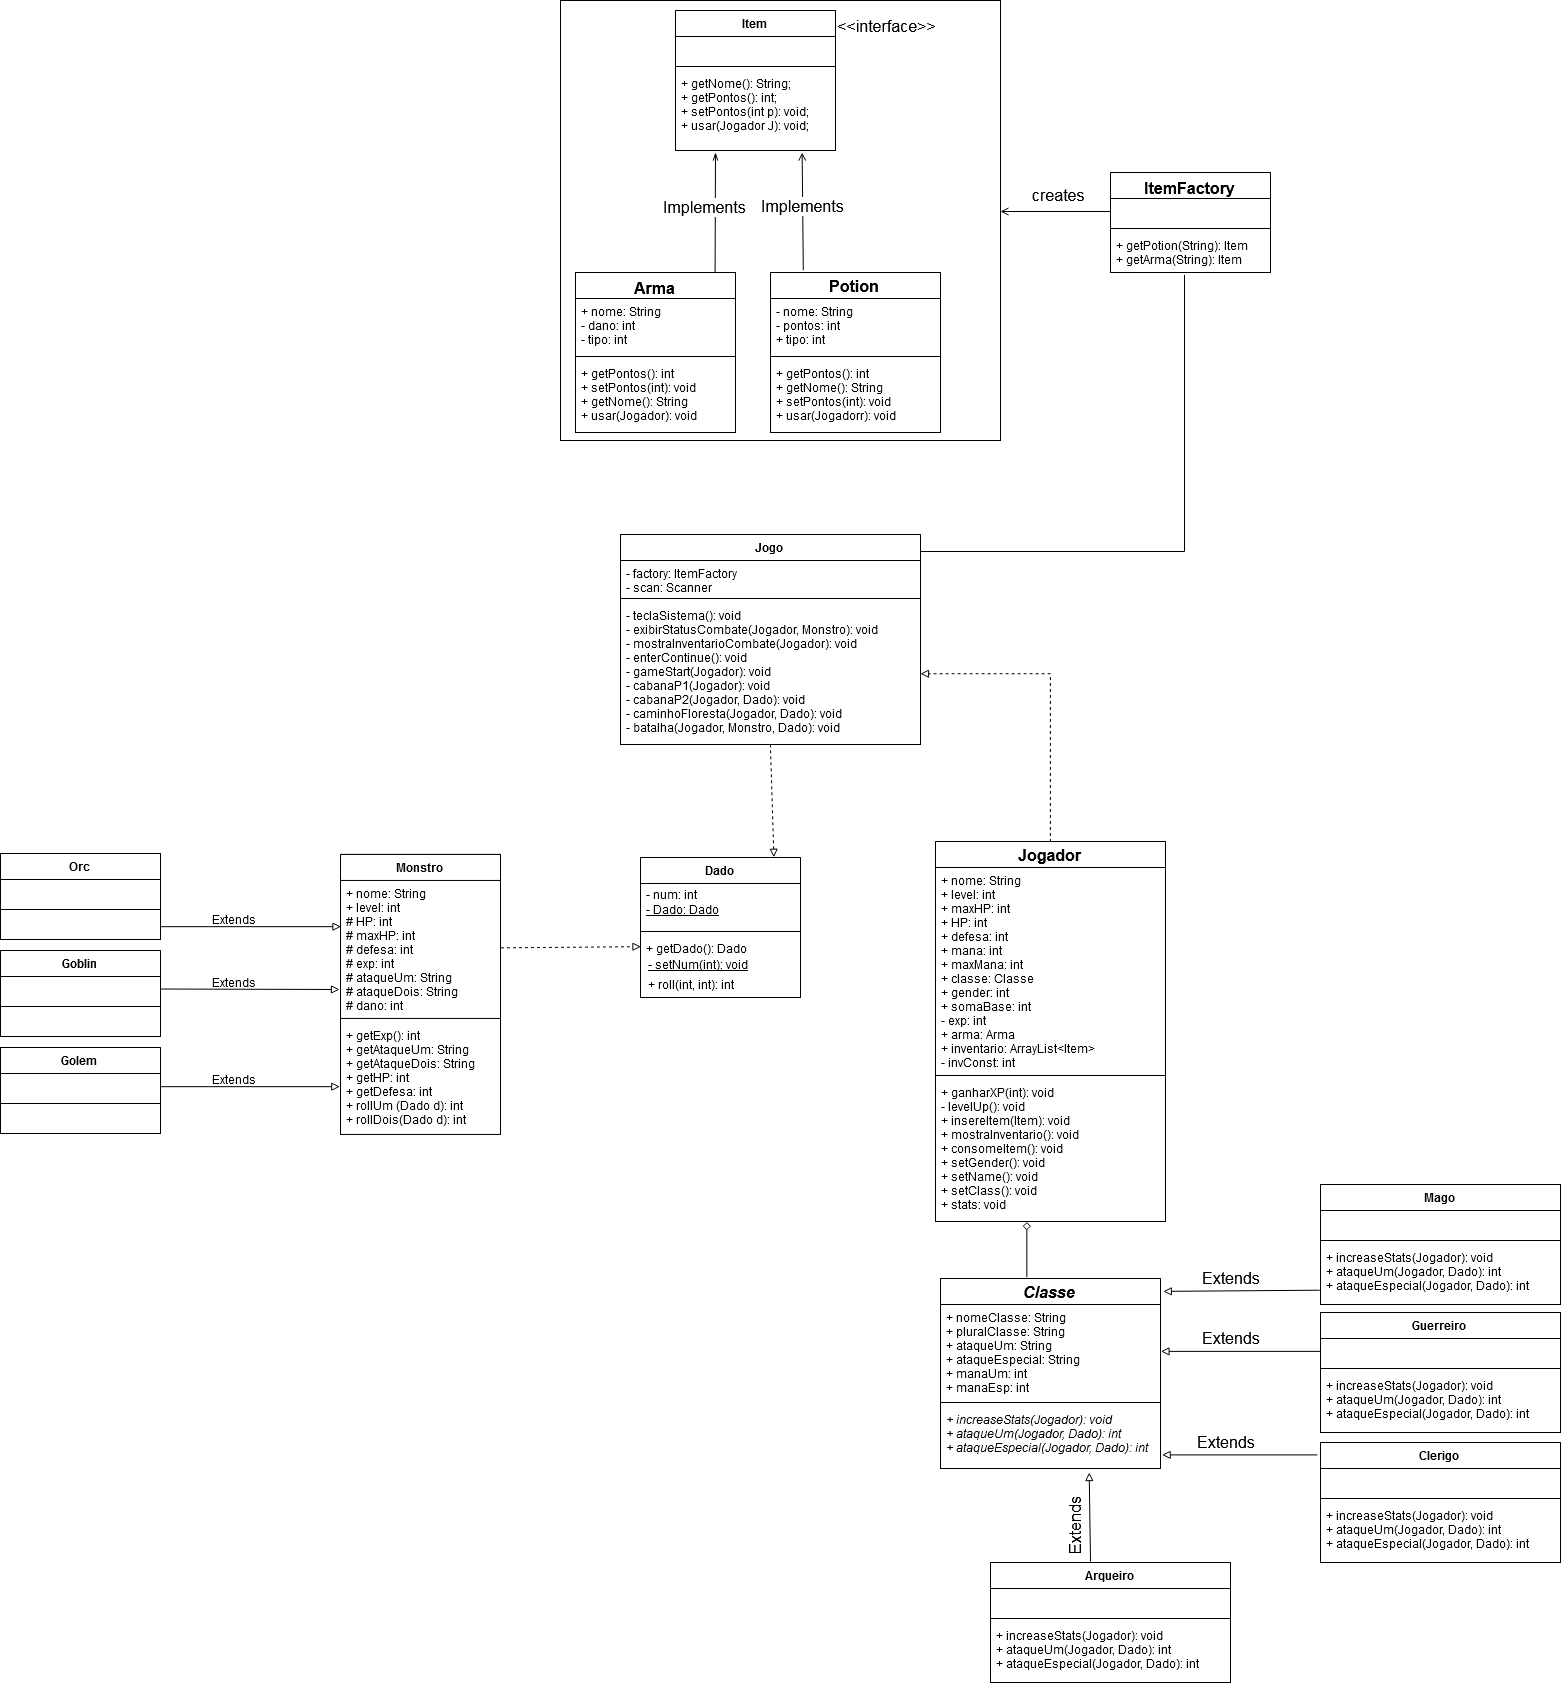 Item
<<interface>>
+ getNome(): String;
+ getPontos(): int;
+ setPontos(int p): void;
+ usar(Jogador J): void;
Implements
Implements
creates
ItemFactory
+ getPotion(String): Item
+ getArma(String): Item
Arma
+ nome: String
- dano: int
- tipo: int
+ getPontos(): int
+ setPontos(int): void
+ getNome(): String
+ usar(Jogador): void
Potion
- nome: String
- pontos: int
+ tipo: int
+ getPontos(): int
+ getNome(): String
+ setPontos(int): void
+ usar(Jogadorr): void
Jogo
- factory: ItemFactory
- scan: Scanner
- teclaSistema(): void
- exibirStatusCombate(Jogador, Monstro): void
- mostraInventarioCombate(Jogador): void
- enterContinue(): void
- gameStart(Jogador): void
- cabanaP1(Jogador): void
- cabanaP2(Jogador, Dado): void
- caminhoFloresta(Jogador, Dado): void
- batalha(Jogador, Monstro, Dado): void
Orc
Extends
Goblin
Extends
Golem
Extends
Monstro
+ nome: String
+ level: int
# HP: int
# maxHP: int
# defesa: int
# exp: int
# ataqueUm: String
# ataqueDois: String
# dano: int
+ getExp(): int
+ getAtaqueUm: String
+ getAtaqueDois: String
+ getHP: int
+ getDefesa: int
+ rollUm (Dado d): int
+ rollDois(Dado d): int
Dado
- num: int
- Dado: Dado
+ getDado(): Dado
- setNum(int): void
+ roll(int, int): int
Jogador
+ nome: String
+ level: int
+ maxHP: int
+ HP: int
+ defesa: int
+ mana: int
+ maxMana: int
+ classe: Classe
+ gender: int
+ somaBase: int
- exp: int
+ arma: Arma
+ inventario: ArrayList<Item>
- invConst: int
+ ganharXP(int): void
- levelUp(): void
+ insereItem(Item): void
+ mostraInventario(): void
+ consomeItem(): void
+ setGender(): void
+ setName(): void
+ setClass(): void
+ stats: void
Classe
+ nomeClasse: String
+ pluralClasse: String
+ ataqueUm: String
+ ataqueEspecial: String
+ manaUm: int
+ manaEsp: int
+ increaseStats(Jogador): void
+ ataqueUm(Jogador, Dado): int
+ ataqueEspecial(Jogador, Dado): int
Extends
Mago
+ increaseStats(Jogador): void
+ ataqueUm(Jogador, Dado): int
+ ataqueEspecial(Jogador, Dado): int
Extends
Guerreiro
+ increaseStats(Jogador): void
+ ataqueUm(Jogador, Dado): int
+ ataqueEspecial(Jogador, Dado): int
Extends
Clerigo
+ increaseStats(Jogador): void
+ ataqueUm(Jogador, Dado): int
+ ataqueEspecial(Jogador, Dado): int
Extends
Arqueiro
+ increaseStats(Jogador): void
+ ataqueUm(Jogador, Dado): int
+ ataqueEspecial(Jogador, Dado): int